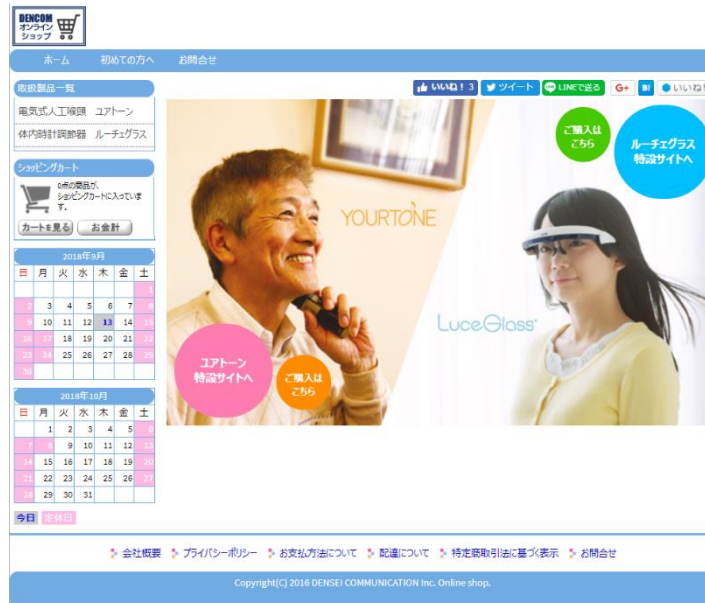 DENCOM
オンライン
ショップ
ホーム 初めての方へ お問合せ
取扱製品一覧
電気式人工喉頭 ユアトーン
体内時計調節器 ルーチェグラス
ショッピングカート
0点の商品が、
ショッピングカートに入っていま
す。
カートを見る お会計
2018年9月
日 月 火 水 木 金 土
1
2 3 4 5 6 7 8
9 10 11 12 13 14 15
16 17 18 19 20 21 22
23 24 25 26 27 28 29
30
2018年10月
日 月 火 水 木 金 土
1 2 3 4 5 6
7 8 9 10 11 12 13
14 15 16 17 18 19 20
21 22 23 24 25 26 27
28 29 30 31
今日 定休日
いいね！ 3 ツイート LINEで送る G+ B! いいね!
ご購入は
こちら
ルーチェグラス
特設サイトへ
YOURTONE
LuceGlass
ユアトーン
特設サイトへ
ご購入は
こちら
会社概要 プライバシーポリシー お支払方法について 配達について 特定商取引法に基づく表示 お問合せ
Copyright(C) 2016 DENSEI COMMUNICATION Inc. Online shop.